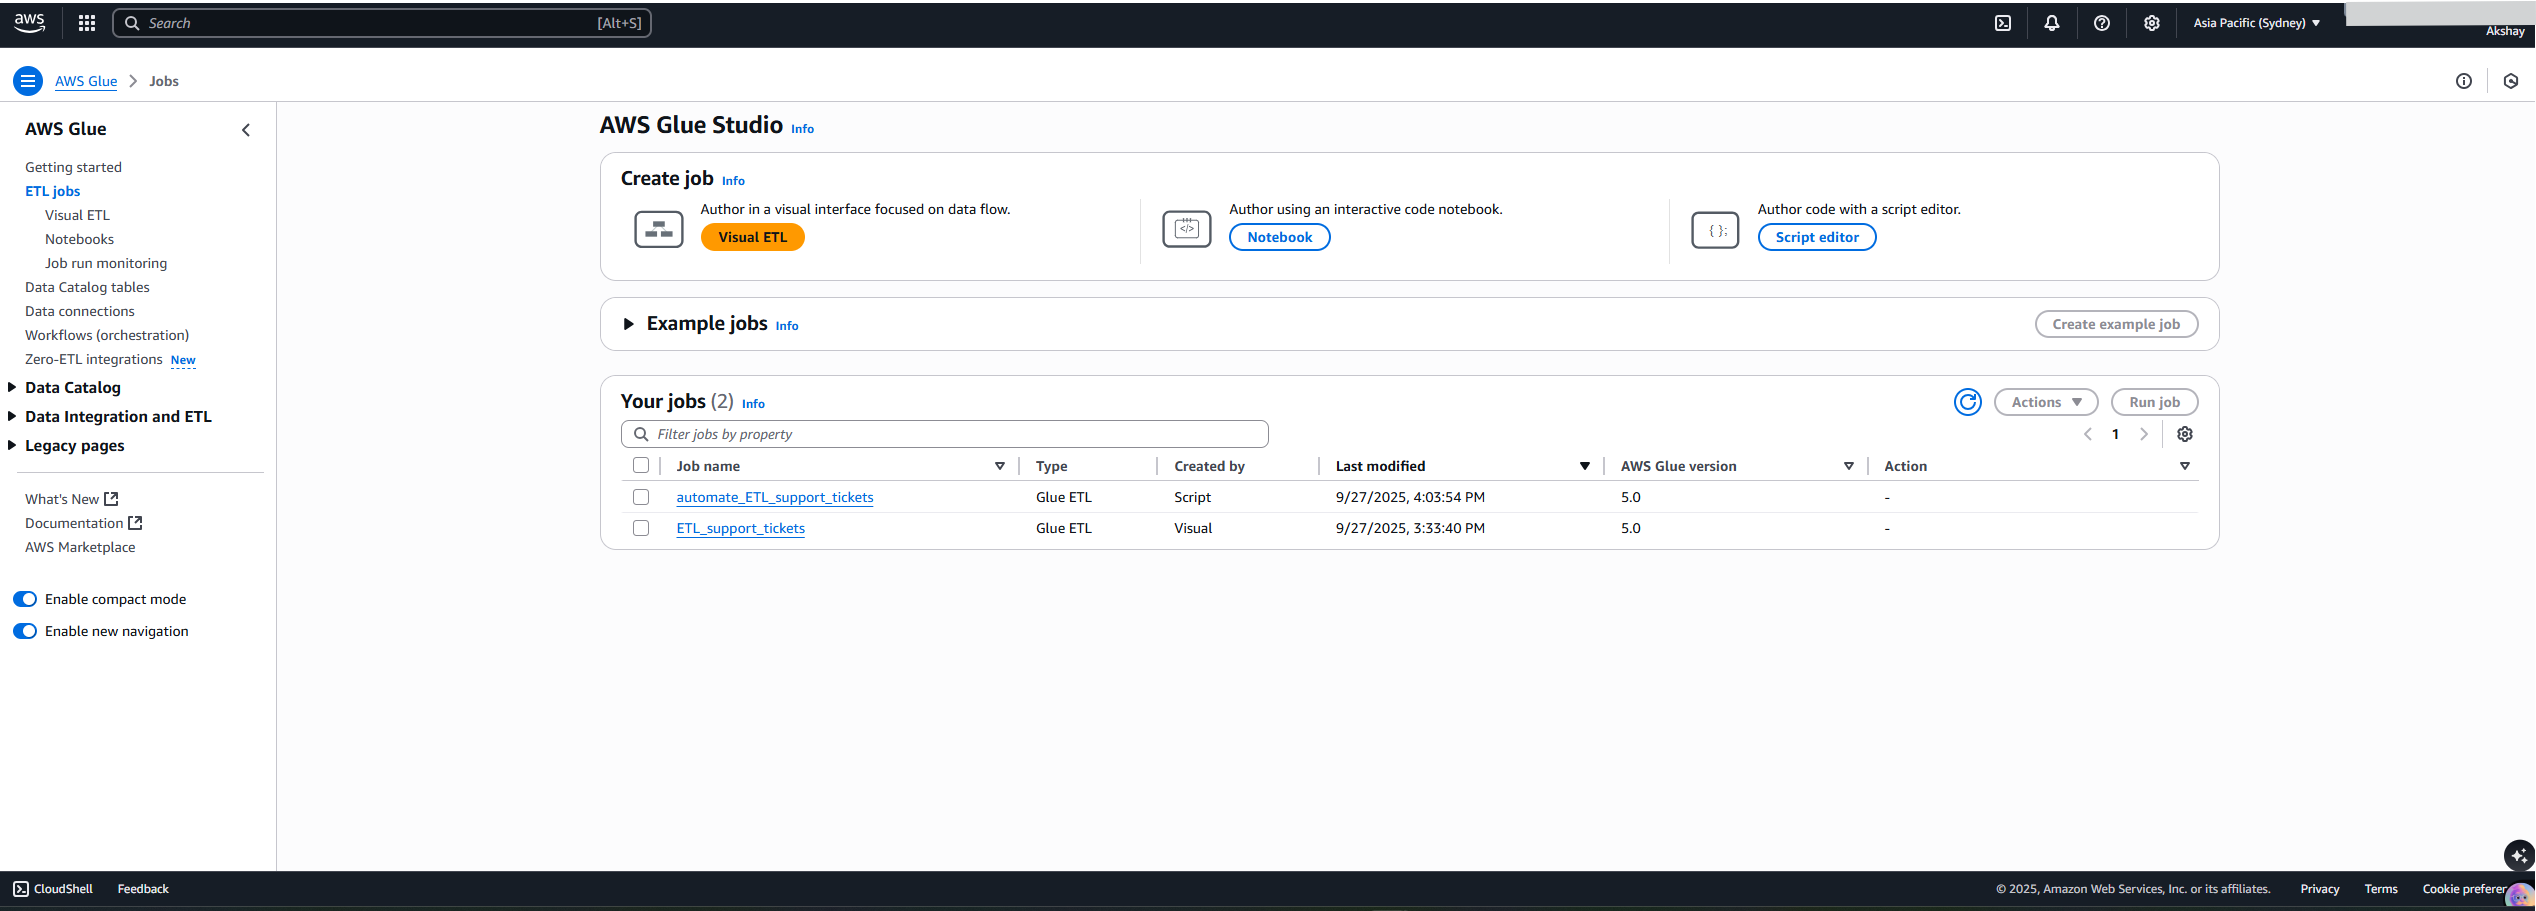 aws
Search [Alt+S]
Asia Pacific (Sydney)
Akshay
AWS Glue
Jobs
AWS Glue
Getting started
ETL jobs
Visual ETL
Notebooks
Job run monitoring
Data Catalog tables
Data connections
Workflows (orchestration)
Zero-ETL integrations New
Data Catalog
Data Integration and ETL
Legacy pages
What's New
Documentation
AWS Marketplace
Enable compact mode
Enable new navigation
AWS Glue Studio Info
Create job Info
Author in a visual interface focused on data flow.
Visual ETL
Author using an interactive code notebook.
Notebook
Author code with a script editor.
Script editor
Example jobs Info
Create example job
Your jobs (2) Info
Actions
Run job
Filter jobs by property
1
Job name Type Created by Last modified AWS Glue version Action
automate_ETL_support_tickets Glue ETL Script 9/27/2025, 4:03:54 PM 5.0 -
ETL_support_tickets Glue ETL Visual 9/27/2025, 3:33:40 PM 5.0 -
CloudShell Feedback
© 2025, Amazon Web Services, Inc. or its affiliates. Privacy Terms Cookie